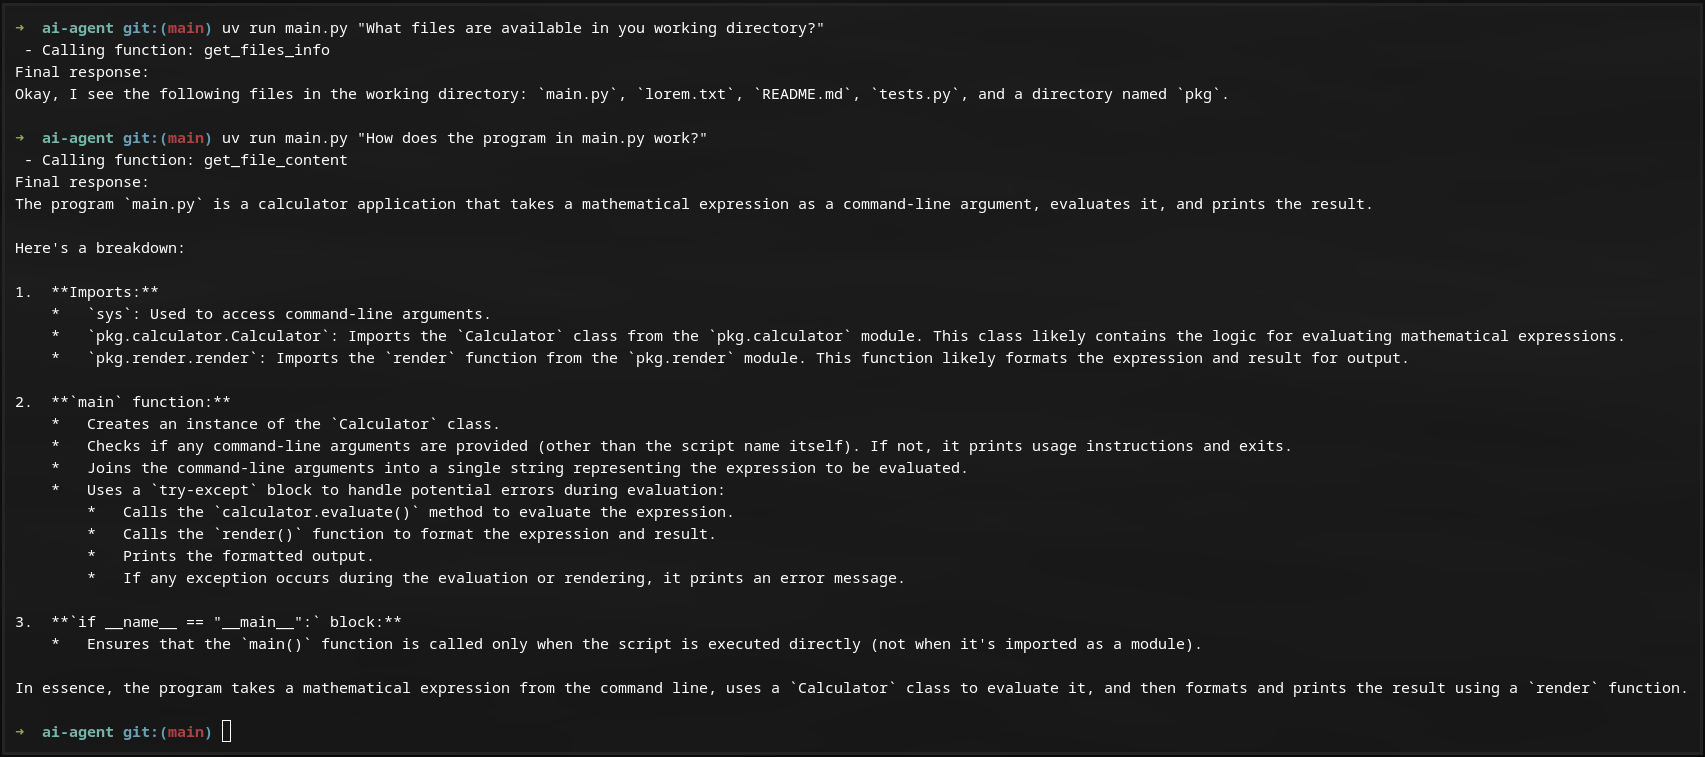 ➜  ai-agent git:(main) uv run main.py "What files are available in you working directory?"
 - Calling function: get_files_info
Final response:
Okay, I see the following files in the working directory: `main.py`, `lorem.txt`, `README.md`, `tests.py`, and a directory named `pkg`.

➜  ai-agent git:(main) uv run main.py "How does the program in main.py work?"
 - Calling function: get_file_content
Final response:
The program `main.py` is a calculator application that takes a mathematical expression as a command-line argument, evaluates it, and prints the result.

Here's a breakdown:

1.  **Imports:**
    *   `sys`: Used to access command-line arguments.
    *   `pkg.calculator.Calculator`: Imports the `Calculator` class from the `pkg.calculator` module. This class likely contains the logic for evaluating mathematical expressions.
    *   `pkg.render.render`: Imports the `render` function from the `pkg.render` module. This function likely formats the expression and result for output.

2.  **`main` function:**
    *   Creates an instance of the `Calculator` class.
    *   Checks if any command-line arguments are provided (other than the script name itself). If not, it prints usage instructions and exits.
    *   Joins the command-line arguments into a single string representing the expression to be evaluated.
    *   Uses a `try-except` block to handle potential errors during evaluation:
        *   Calls the `calculator.evaluate()` method to evaluate the expression.
        *   Calls the `render()` function to format the expression and result.
        *   Prints the formatted output.
        *   If any exception occurs during the evaluation or rendering, it prints an error message.

3.  **`if __name__ == "__main__":` block:**
    *   Ensures that the `main()` function is called only when the script is executed directly (not when it's imported as a module).

In essence, the program takes a mathematical expression from the command line, uses a `Calculator` class to evaluate it, and then formats and prints the result using a `render` function.

➜  ai-agent git:(main)